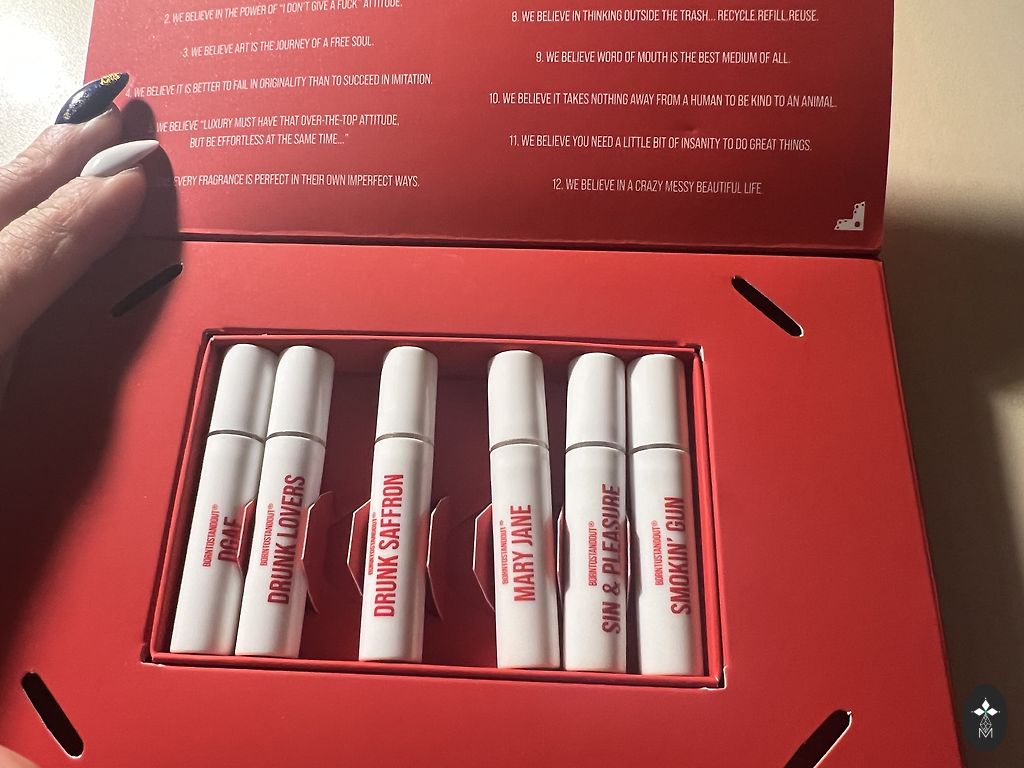 2. WE BELIEVE IN THE POWER OF "I DON'T GIVE A FUCK" ATTITUDE.
3. WE BELIEVE ART IS THE JOURNEY OF A FREE SOUL.
4. WE BELIEVE IT IS BETTER TO FAIL IN ORIGINALITY THAN TO SUCCEED IN IMITATION.
WE BELIEVE "LUXURY MUST HAVE THAT OVER-THE-TOP ATTITUDE,
BUT BE EFFORTLESS AT THE SAME TIME..."
EVERY FRAGRANCE IS PERFECT IN THEIR OWN IMPERFECT WAYS.
8. WE BELIEVE IN THINKING OUTSIDE THE TRASH... RECYCLE.REFILL.REUSE.
9. WE BELIEVE WORD OF MOUTH IS THE BEST MEDIUM OF ALL.
10. WE BELIEVE IT TAKES NOTHING AWAY FROM A HUMAN TO BE KIND TO AN ANIMAL.
11. WE BELIEVE YOU NEED A LITTLE BIT OF INSANITY TO DO GREAT THINGS.
12. WE BELIEVE IN A CRAZY MESSY BEAUTIFUL LIFE.
BORNTOSTANDOUT®
DGAF
BORNTOSTANDOUT®
DRUNK LOVERS
BORNTOSTANDOUT®
DRUNK SAFFRON
BORNTOSTANDOUT®
MARY JANE
BORNTOSTANDOUT®
SIN & PLEASURE
BORNTOSTANDOUT®
SMOKIN' GUN
M